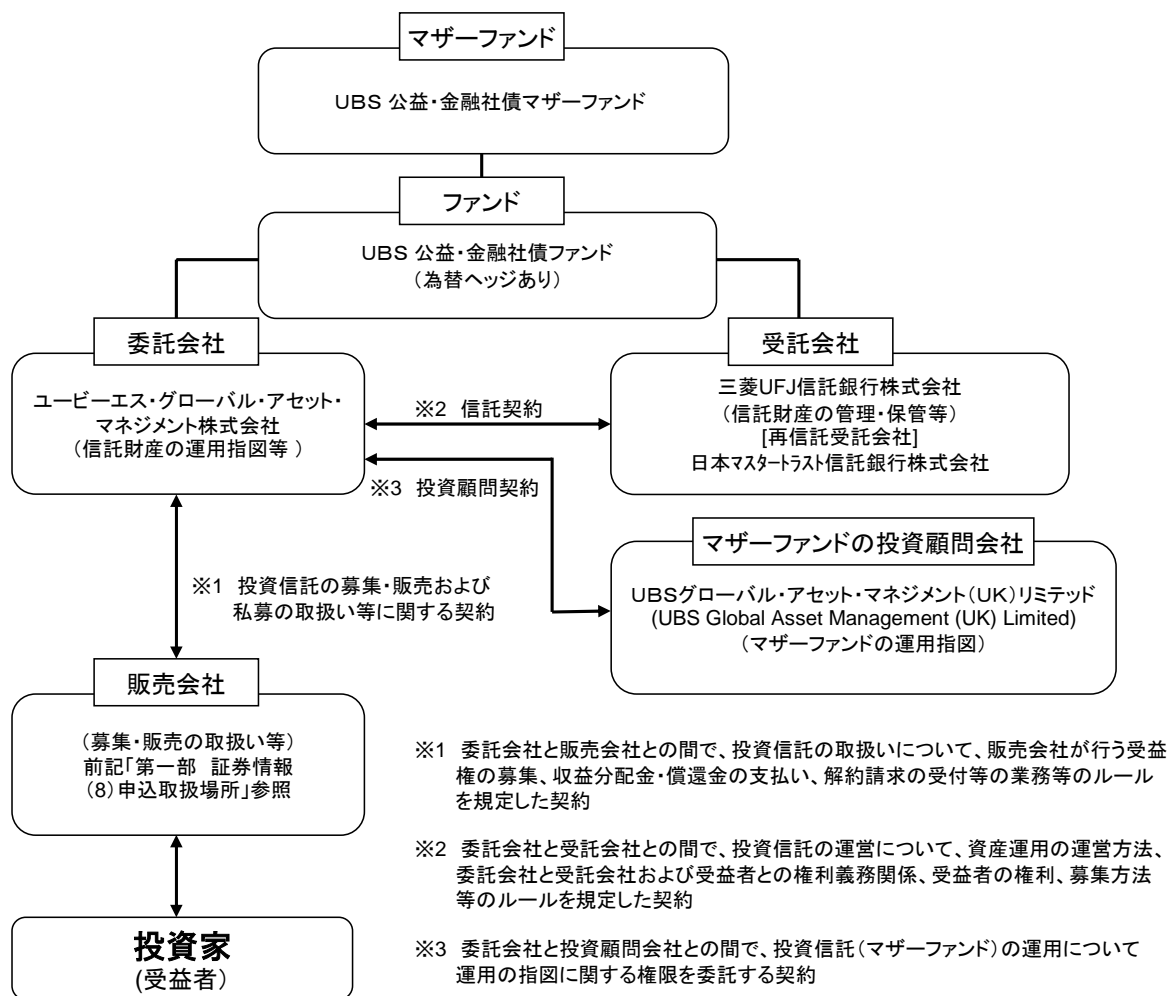 マザーファンド
UBS 公益・金融社債マザーファンド
ファンド
UBS 公益・金融社債ファンド
（為替ヘッジあり）
委託会社
ユービーエス・グローバル・アセット・
マネジメント株式会社
（信託財産の運用指図等 ）
※2 信託契約
受託会社
三菱UFJ信託銀行株式会社
（信託財産の管理・保管等）
[再信託受託会社]
日本マスタートラスト信託銀行株式会社
※3 投資顧問契約
マザーファンドの投資顧問会社
UBSグローバル・アセット・マネジメント（UK）リミテッド
(UBS Global Asset Management (UK) Limited)
（マザーファンドの運用指図）
※1 投資信託の募集・販売および
私募の取扱い等に関する契約
販売会社
（募集・販売の取扱い等）
前記「第一部 証券情報
（8）申込取扱場所」参照
投資家
(受益者）
※1 委託会社と販売会社との間で、投資信託の取扱いについて、販売会社が行う受益
権の募集、収益分配金・償還金の支払い、解約請求の受付等の業務等のルール
を規定した契約
※2 委託会社と受託会社との間で、投資信託の運営について、資産運用の運営方法、
委託会社と受託会社および受益者との権利義務関係、受益者の権利、募集方法
等のルールを規定した契約
※3 委託会社と投資顧問会社との間で、投資信託（マザーファンド）の運用について
運用の指図に関する権限を委託する契約